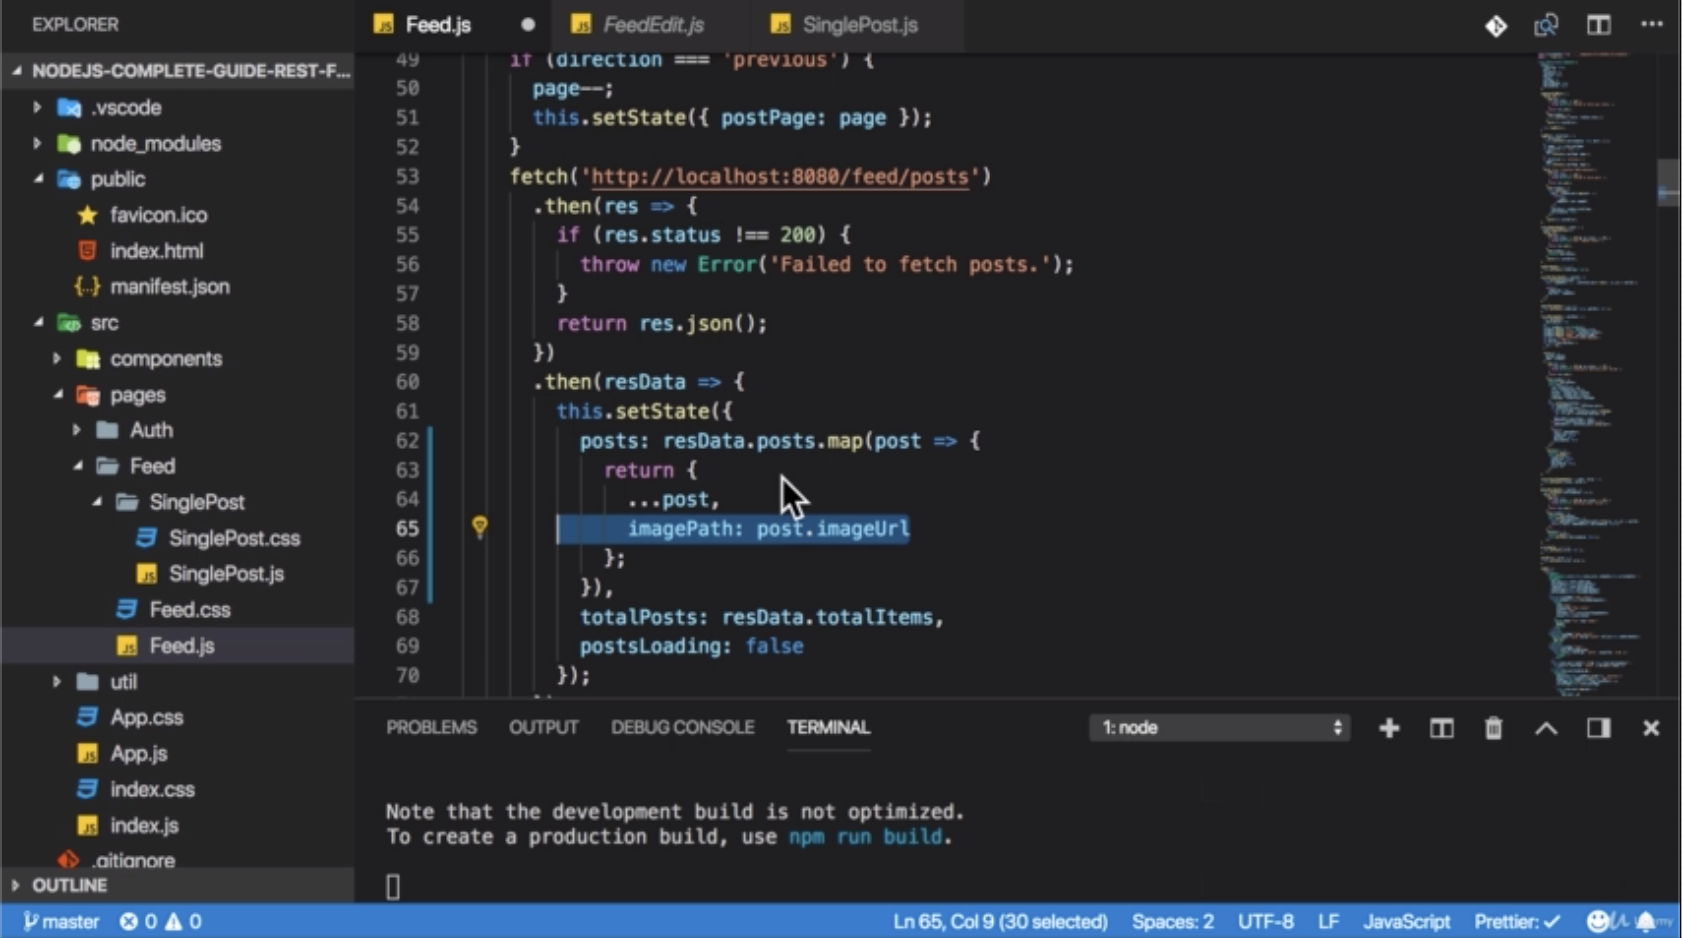 EXPLORER
NODEJS-COMPLETE-GUIDE-REST-F...
.vscode
node_modules
public
favicon.ico
index.html
manifest.json
src
components
pages
Auth
Feed
SinglePost
SinglePost.css
SinglePost.js
Feed.css
Feed.js
util
App.css
App.js
index.css
index.js
.gitignore
OUTLINE
Feed.js
FeedEdit.js
SinglePost.js
49 if (direction === 'previous') {
50 page--;
51 this.setState({ postPage: page });
52 }
53 fetch('http://localhost:8080/feed/posts')
54 .then(res => {
55 if (res.status !== 200) {
56 throw new Error('Failed to fetch posts.');
57 }
58 return res.json();
59 })
60 .then(resData => {
61 this.setState({
62 posts: resData.posts.map(post => {
63 return {
64 ...post,
65 imagePath: post.imageUrl
66 };
67 }),
68 totalPosts: resData.totalItems,
69 postsLoading: false
70 });
PROBLEMS OUTPUT DEBUG CONSOLE TERMINAL 1: node
Note that the development build is not optimized.
To create a production build, use npm run build.
master 0 0 Ln 65, Col 9 (30 selected) Spaces: 2 UTF-8 LF JavaScript Prettier: ✓